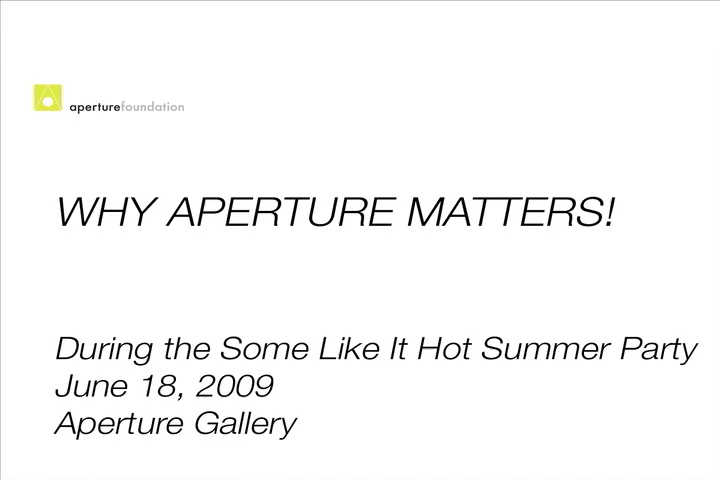 aperturefoundation
WHY APERTURE MATTERS!
During the Some Like It Hot Summer Party
June 18, 2009
Aperture Gallery